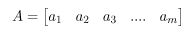 A = [a₁ a₂ a₃ .... aₘ]